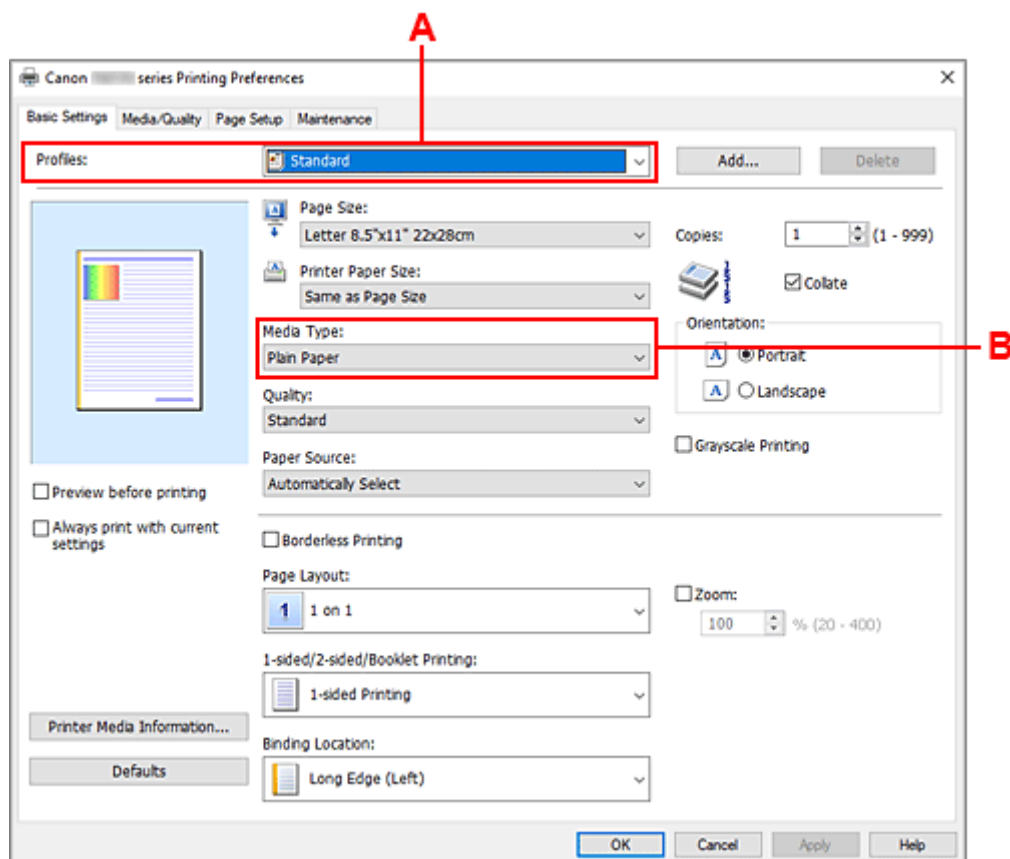 A
Canon series Printing Preferences
Basic Settings Media/Quality Page Setup Maintenance
Profiles: Standard Add... Delete
Page Size:
Letter 8.5"x11" 22x28cm
Copies: 1 (1 - 999)
Printer Paper Size:
Same as Page Size
Collate
Media Type:
Plain Paper
Orientation:
A Portrait
A Landscape
B
Quality:
Standard
Grayscale Printing
Paper Source:
Automatically Select
Preview before printing
Always print with current
settings
Borderless Printing
Page Layout:
1 1 on 1
Zoom:
100 % (20 - 400)
1-sided/2-sided/Booklet Printing:
1-sided Printing
Printer Media Information...
Defaults
Binding Location:
Long Edge (Left)
OK Cancel Apply Help